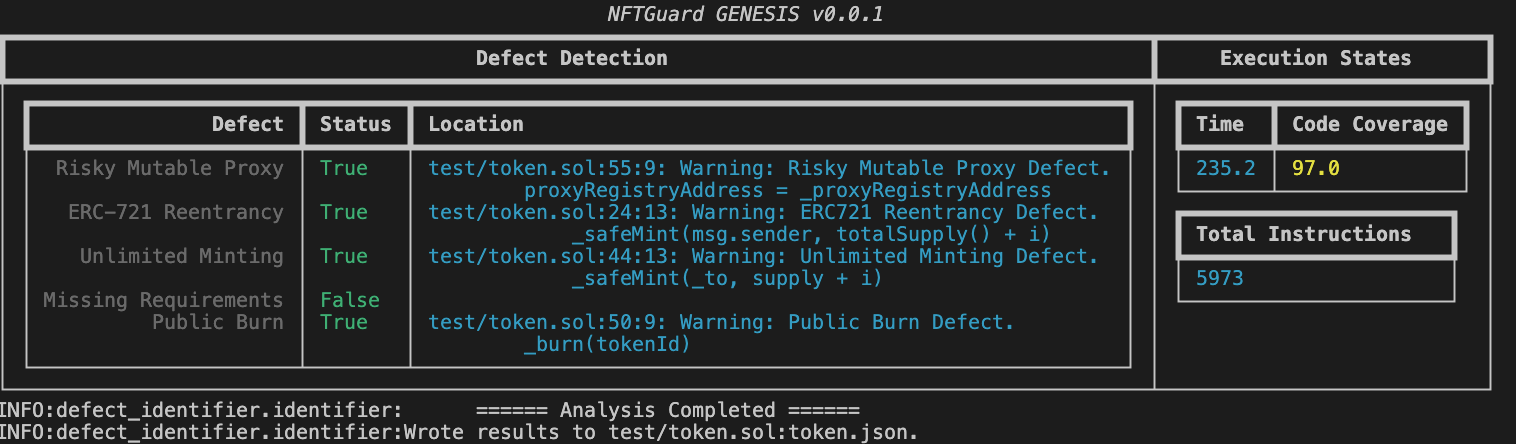 NFTGuard GENESIS v0.0.1
Defect Detection
Execution States
Defect Status Location
Risky Mutable Proxy True test/token.sol:55:9: Warning: Risky Mutable Proxy Defect.
proxyRegistryAddress = _proxyRegistryAddress
ERC-721 Reentrancy True test/token.sol:24:13: Warning: ERC721 Reentrancy Defect.
_safeMint(msg.sender, totalSupply() + i)
Unlimited Minting True test/token.sol:44:13: Warning: Unlimited Minting Defect.
_safeMint(_to, supply + i)
Missing Requirements False
Public Burn True test/token.sol:50:9: Warning: Public Burn Defect.
_burn(tokenId)
Time Code Coverage
235.2 97.0
Total Instructions
5973
INFO:defect_identifier.identifier: ====== Analysis Completed ======
INFO:defect_identifier.identifier:Wrote results to test/token.sol:token.json.